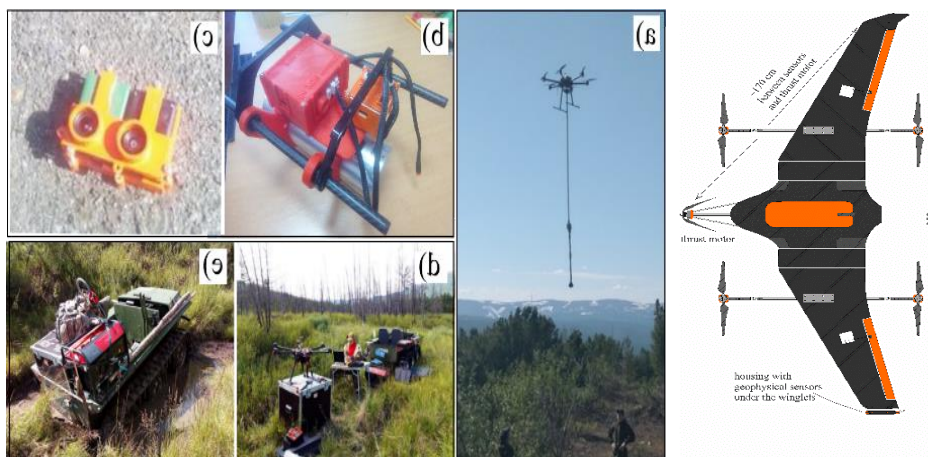 c)
b)
a)
e)
d)
~170 cm
between sensors
and thrust motor
thrust motor
housing with
geophysical sensors
under the winglets